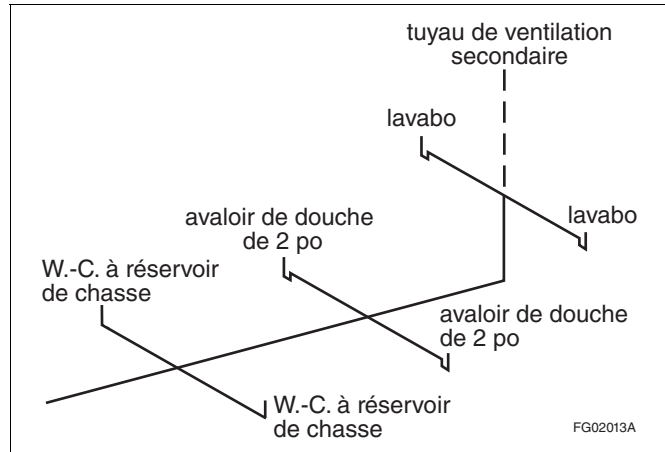 tuyau de ventilation
secondaire
lavabo
lavabo
avaloir de douche
de 2 po
W.-C. à réservoir
de chasse
avaloir de douche
de 2 po
W.-C. à réservoir
de chasse
FG02013A